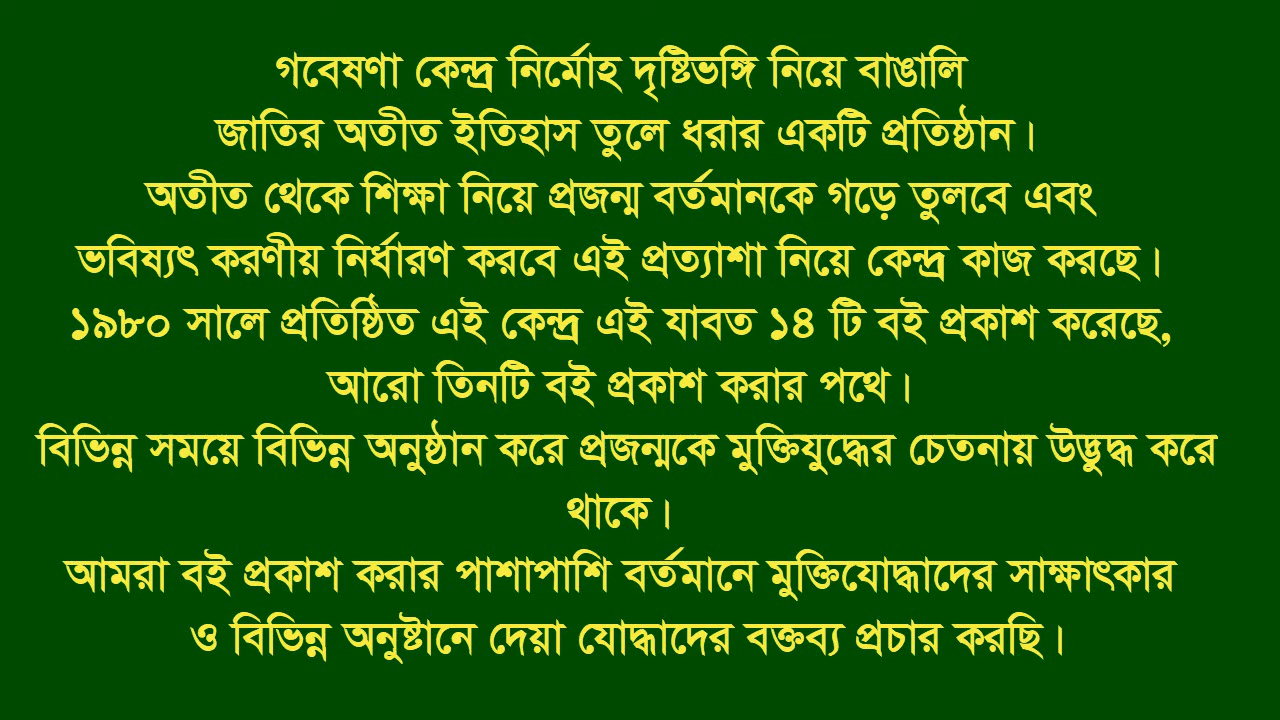 গবেষণা কেন্দ্র নির্মোহ দৃষ্টিভঙ্গি নিয়ে বাঙালি
জাতির অতীত ইতিহাস তুলে ধরার একটি প্রতিষ্ঠান।
অতীত থেকে শিক্ষা নিয়ে প্রজন্ম বর্তমানকে গড়ে তুলবে এবং
ভবিষ্যৎ করণীয় নির্ধারণ করবে এই প্রত্যাশা নিয়ে কেন্দ্র কাজ করছে।
১৯৮০ সালে প্রতিষ্ঠিত এই কেন্দ্র এই যাবত ১৪ টি বই প্রকাশ করেছে,
আরো তিনটি বই প্রকাশ করার পথে।
বিভিন্ন সময়ে বিভিন্ন অনুষ্ঠান করে প্রজন্মকে মুক্তিযুদ্ধের চেতনায় উদ্ভুদ্ধ করে
থাকে।
আমরা বই প্রকাশ করার পাশাপাশি বর্তমানে মুক্তিযোদ্ধাদের সাক্ষাৎকার
ও বিভিন্ন অনুষ্টানে দেয়া যোদ্ধাদের বক্তব্য প্রচার করছি।